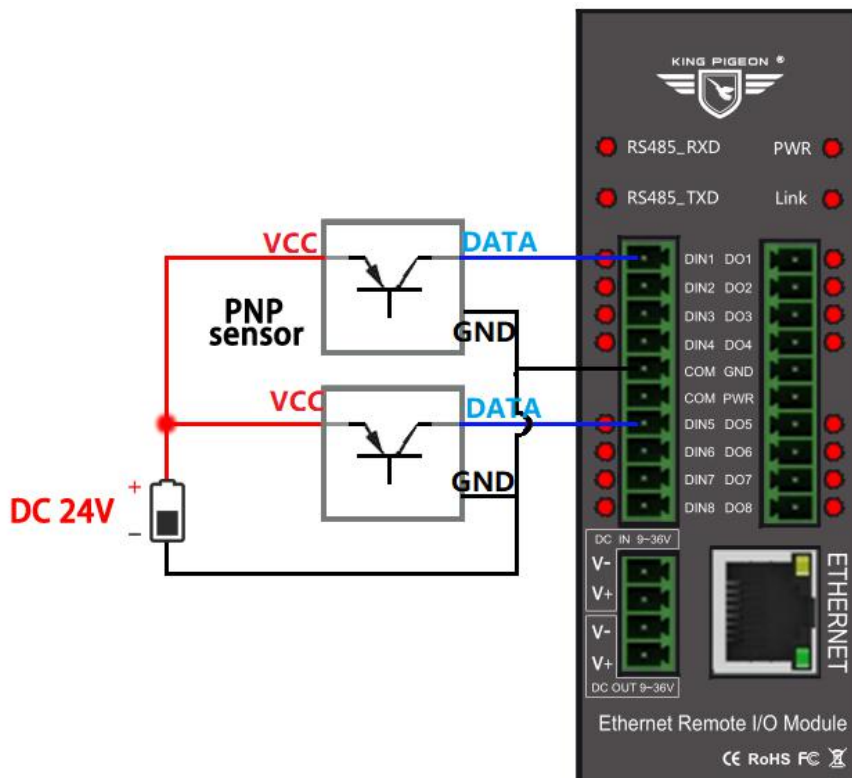 KING PIGEON ®
RS485_RXD PWR
RS485_TXD Link
VCC DATA
DIN1 DO1
DIN2 DO2
PNP
sensor
GND
DIN3 DO3
DIN4 DO4
COM GND
VCC DATA
COM PWR
DIN5 DO5
DIN6 DO6
GND
DIN7 DO7
+
DC 24V
−
DIN8 DO8
DC IN 9~36V
V-
V+
V-
V+
DC OUT 9~36V
ETHERNET
Ethernet Remote I/O Module
CE RoHS FC